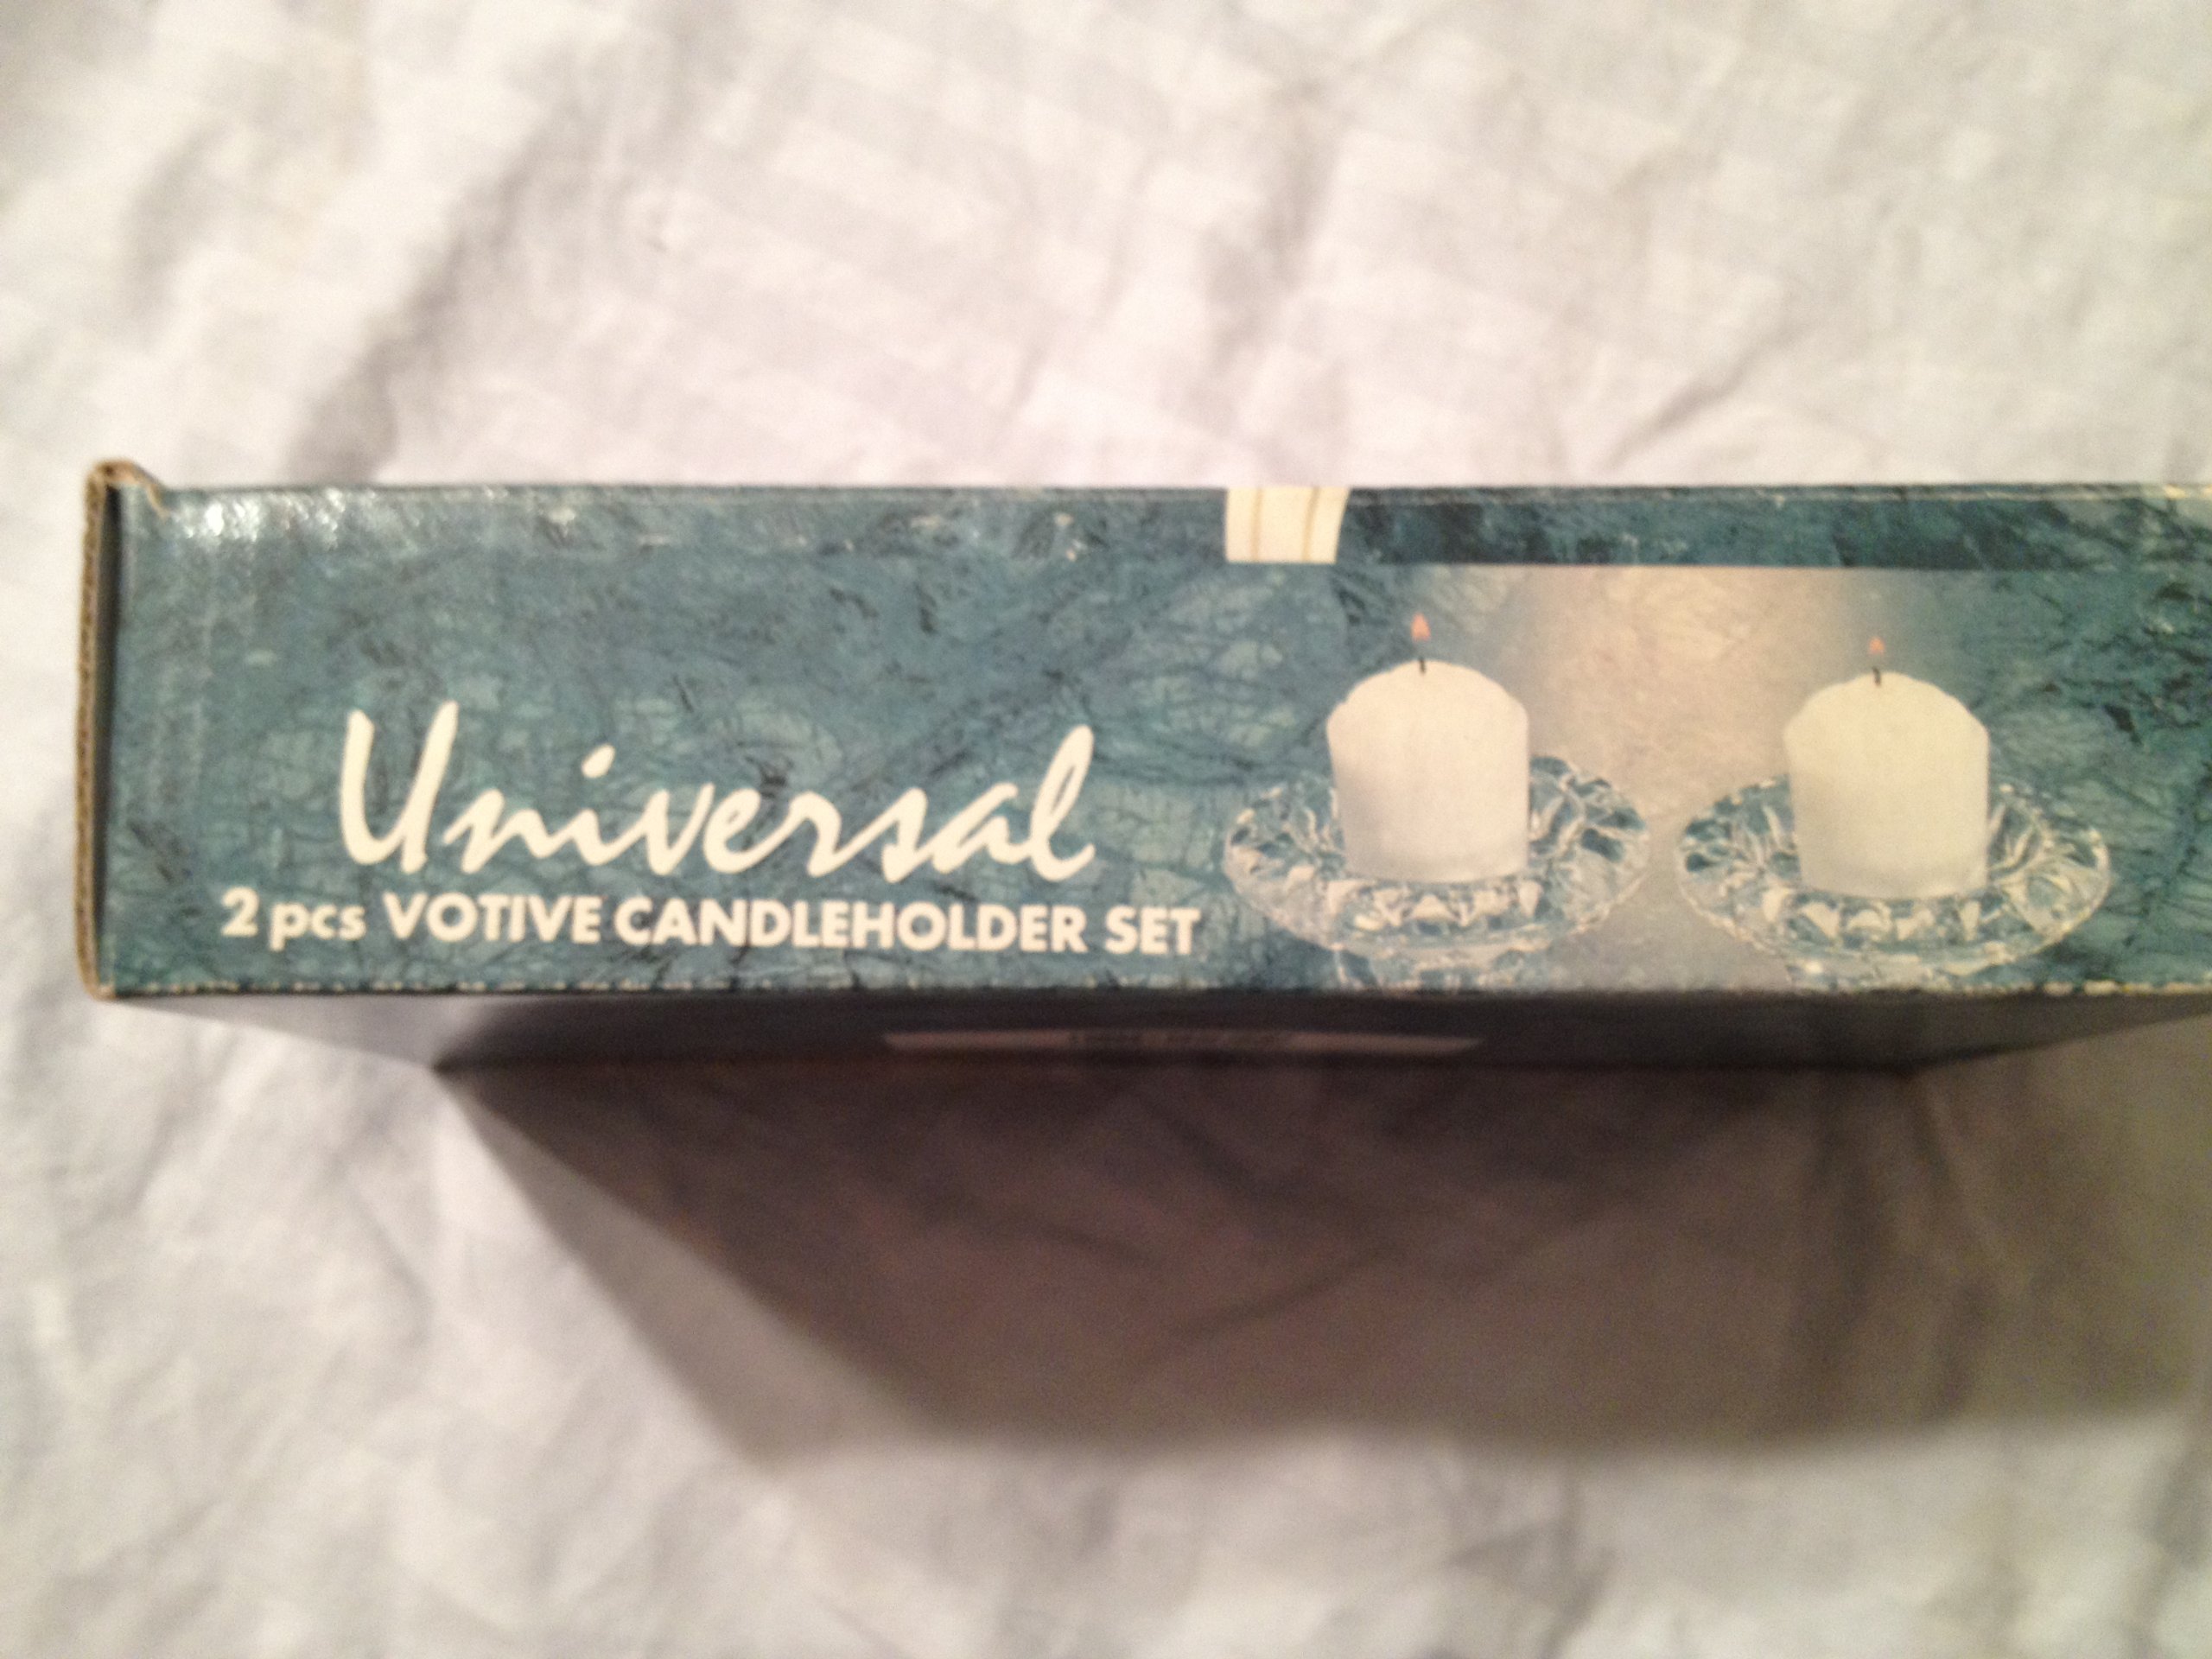 Universal
2 pcs VOTIVE CANDLEHOLDER SET